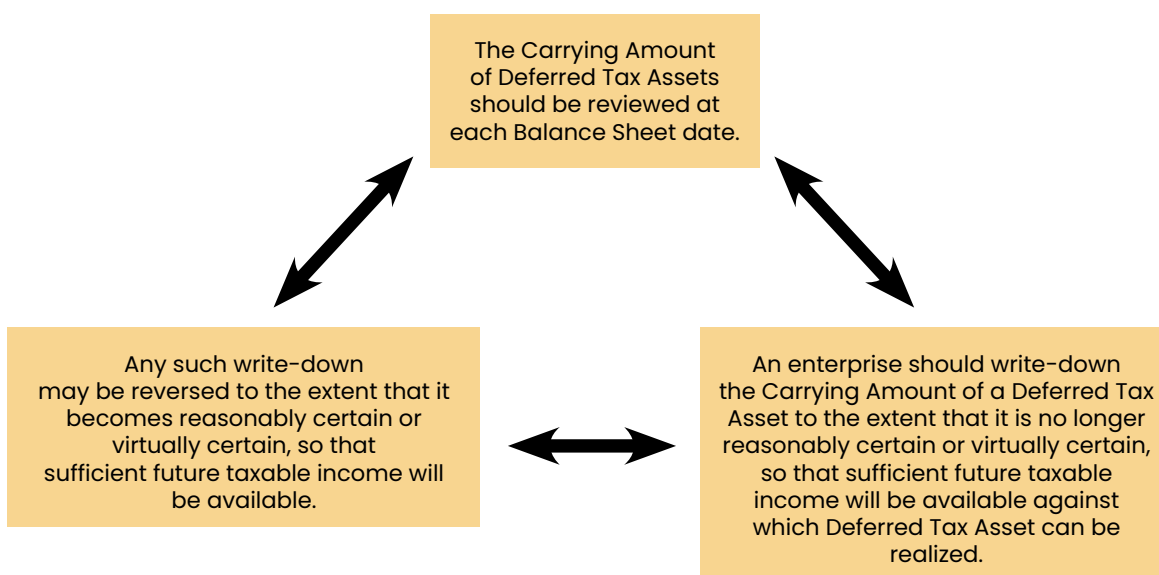 The Carrying Amount
of Deferred Tax Assets
should be reviewed at
each Balance Sheet date.
Any such write-down
may be reversed to the extent that it
becomes reasonably certain or
virtually certain, so that
sufficient future taxable income will
be available.
An enterprise should write-down
the Carrying Amount of a Deferred Tax
Asset to the extent that it is no longer
reasonably certain or virtually certain,
so that sufficient future taxable
income will be available against
which Deferred Tax Asset can be
realized.